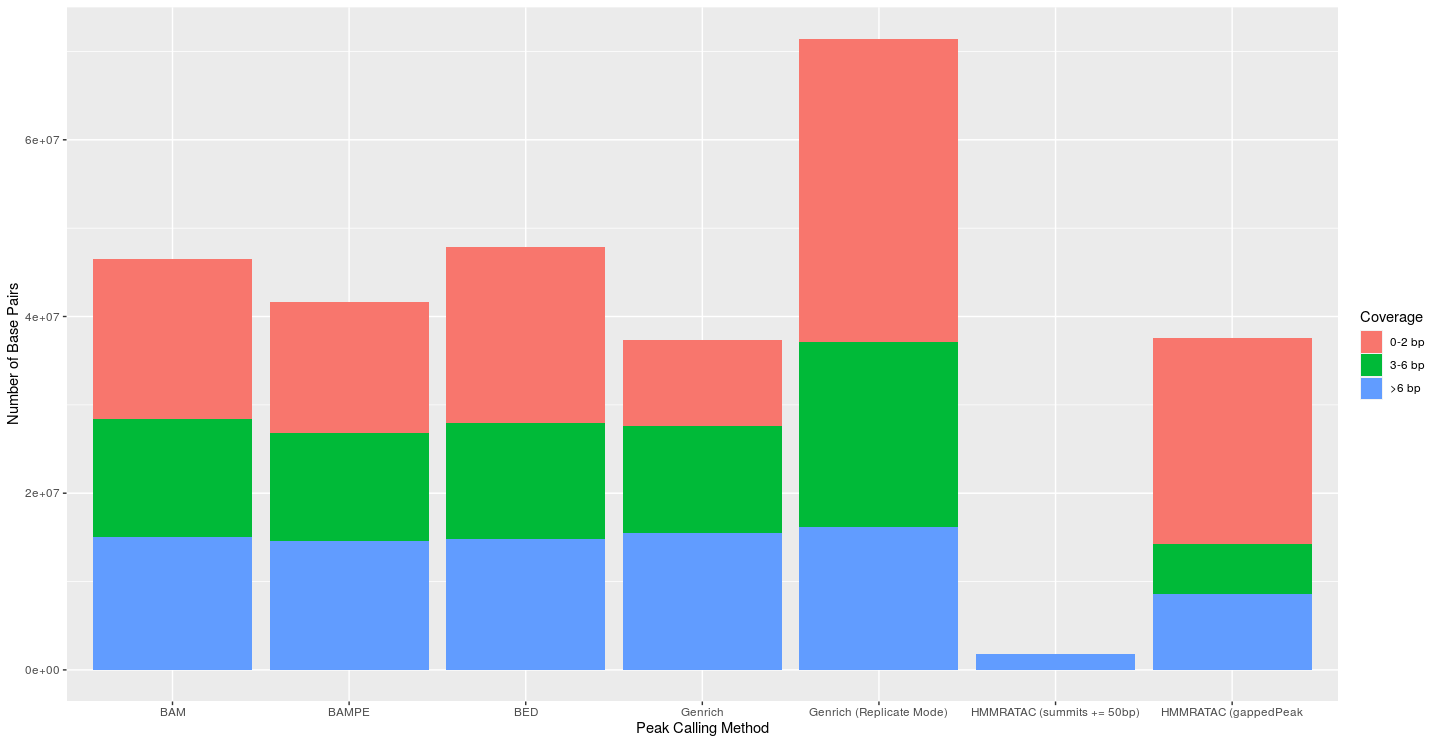 Number of Base Pairs
6e+07
4e+07
2e+07
0e+00
BAM
BAMPE
BED
Genrich
Genrich (Replicate Mode)
HMMRATAC (summits += 50bp)
HMMRATAC (gappedPeak
Peak Calling Method
Coverage
0-2 bp
3-6 bp
>6 bp